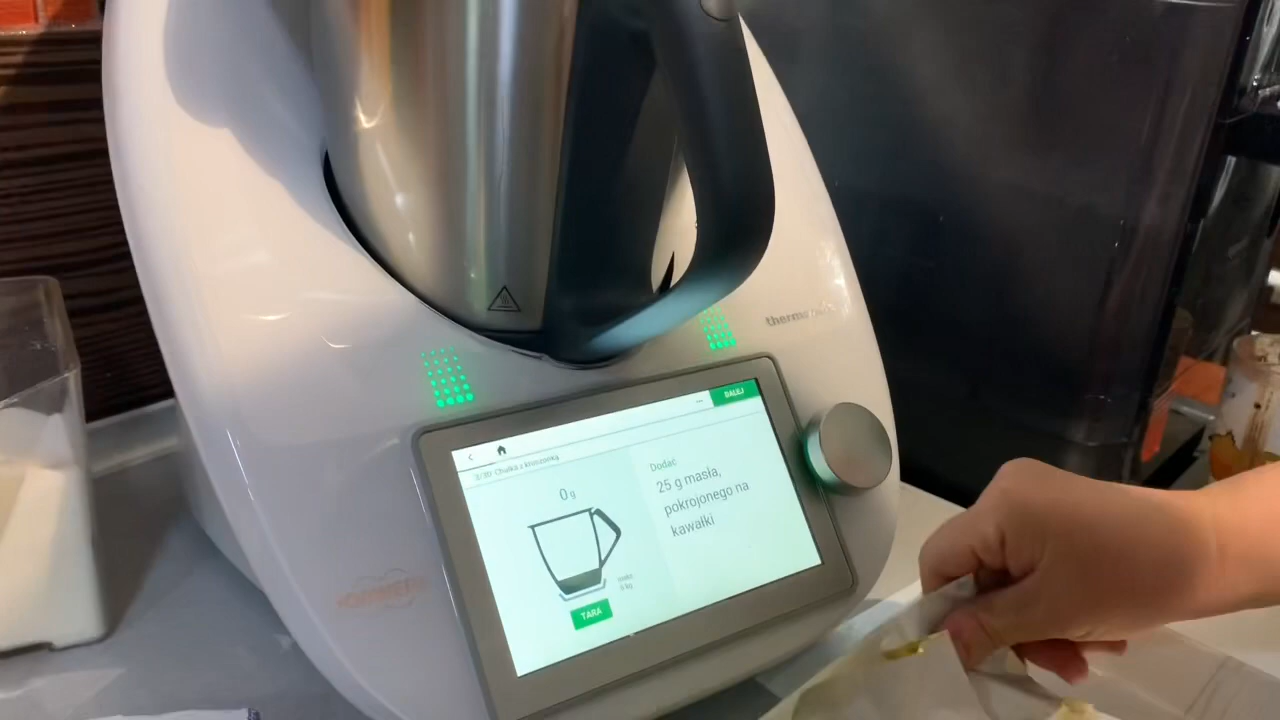 thermomix
DALEJ
Chałka z kruszonką
0 g
Dodać
25 g masła,
pokrojonego na
kawałki
TARA